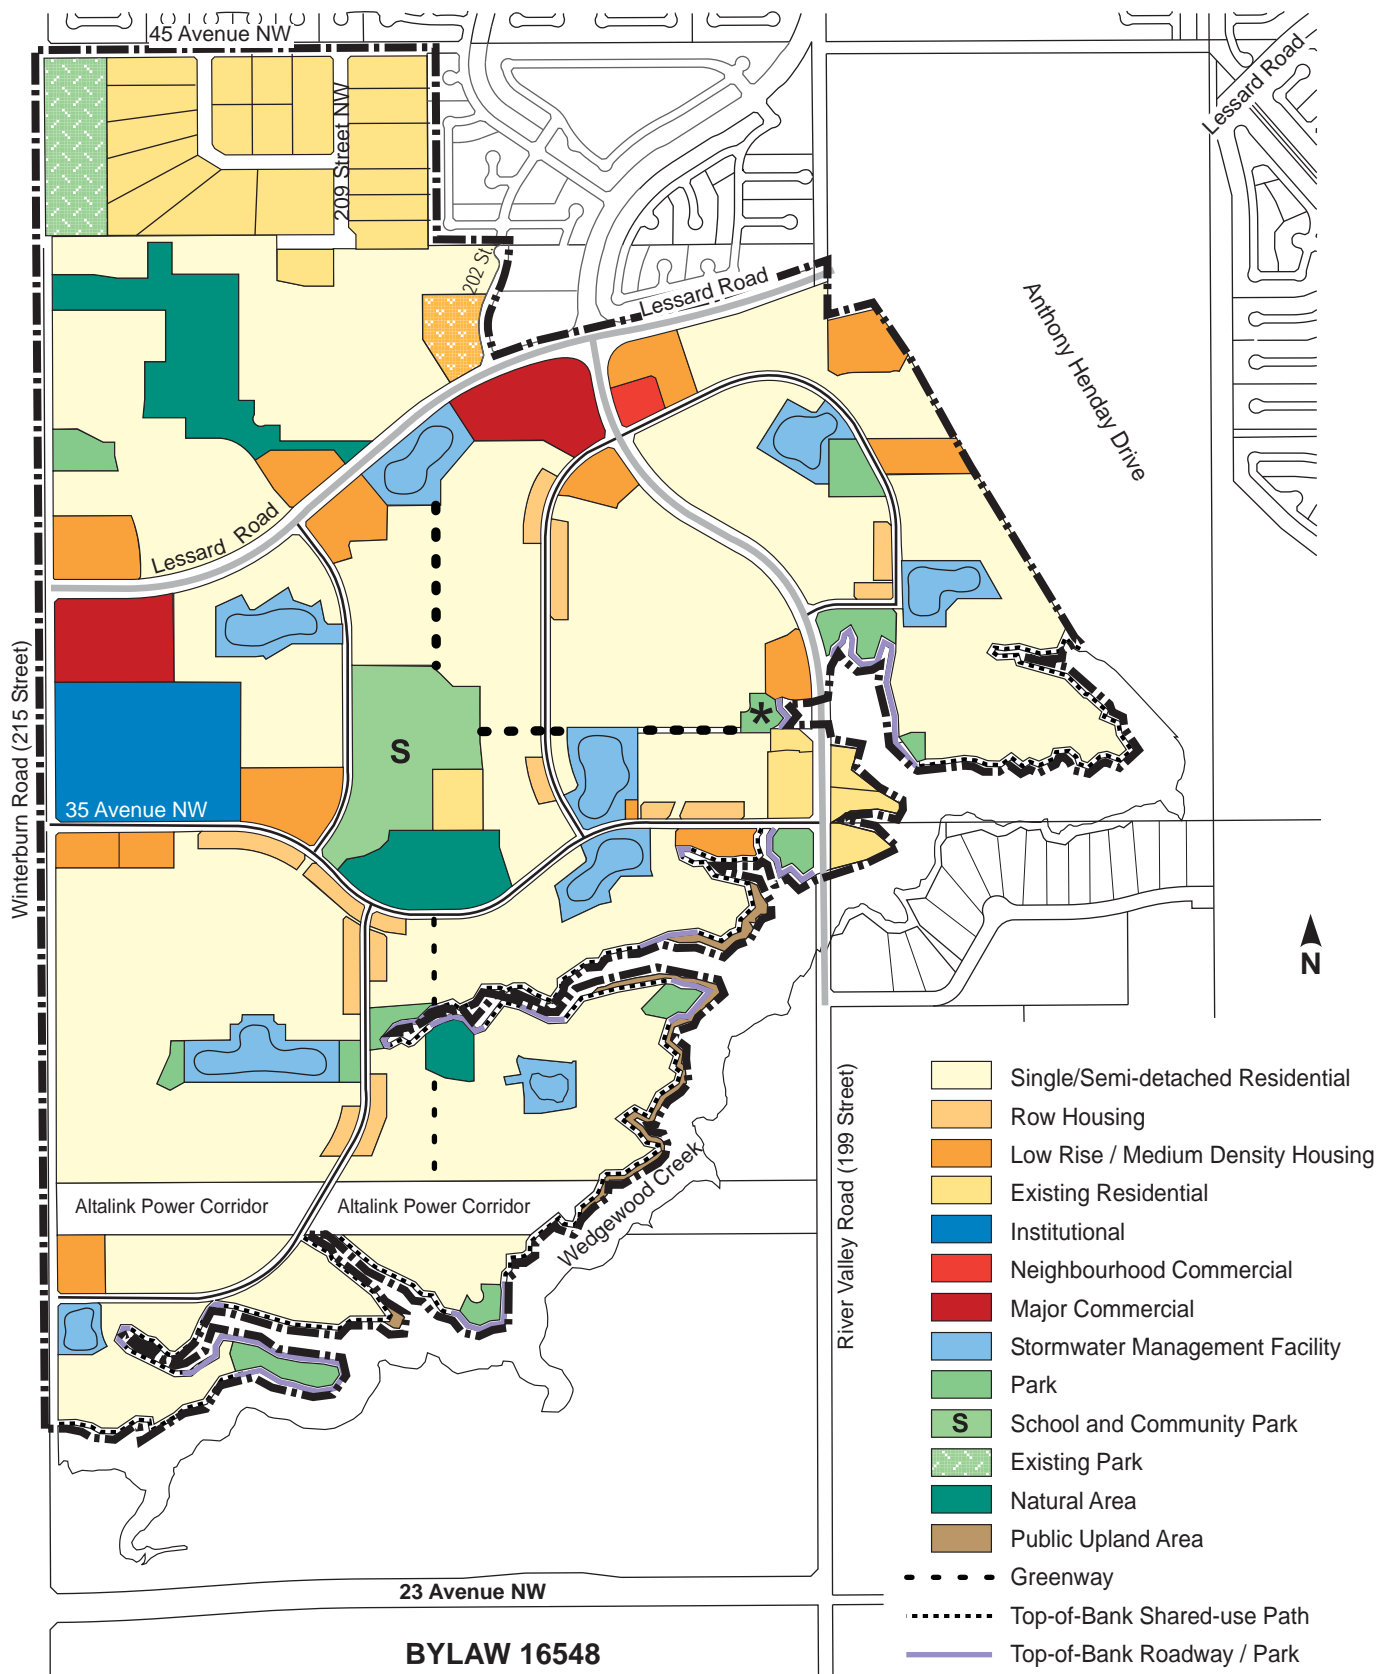 45 Avenue NW
Lessard Road
209 Street NW
202 St.
Lessard Road
Anthony Henday Drive
Lessard Road
Winterburn Road (215 Street)
S
*
35 Avenue NW
N
Altalink Power Corridor
Altalink Power Corridor
Wedgewood Creek
River Valley Road (199 Street)
Single/Semi-detached Residential
Row Housing
Low Rise / Medium Density Housing
Existing Residential
Institutional
Neighbourhood Commercial
Major Commercial
Stormwater Management Facility
Park
S School and Community Park
Existing Park
Natural Area
Public Upland Area
Greenway
Top-of-Bank Shared-use Path
Top-of-Bank Roadway / Park
23 Avenue NW
BYLAW 16548